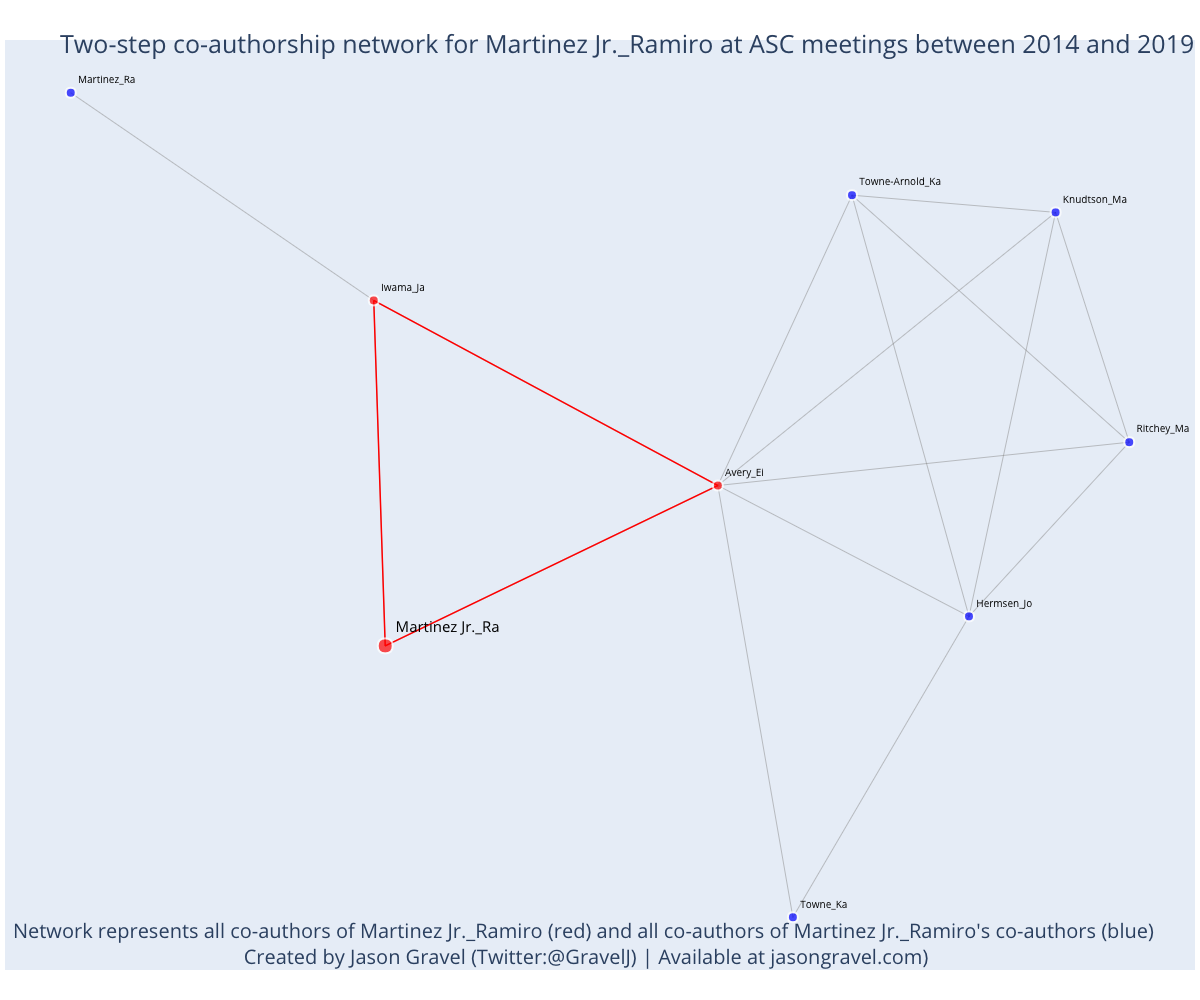 Two-step co-authorship network for Martinez Jr._Ramiro at ASC meetings between 2014 and 2019
Martinez_Ra
Towne-Arnold_Ka
Knudtson_Ma
Iwama_Ja
Ritchey_Ma
Avery_Ei
Hermsen_Jo
Martinez Jr._Ra
Towne_Ka
Network represents all co-authors of Martinez Jr._Ramiro (red) and all co-authors of Martinez Jr._Ramiro's co-authors (blue)
Created by Jason Gravel (Twitter:@GravelJ) | Available at jasongravel.com)